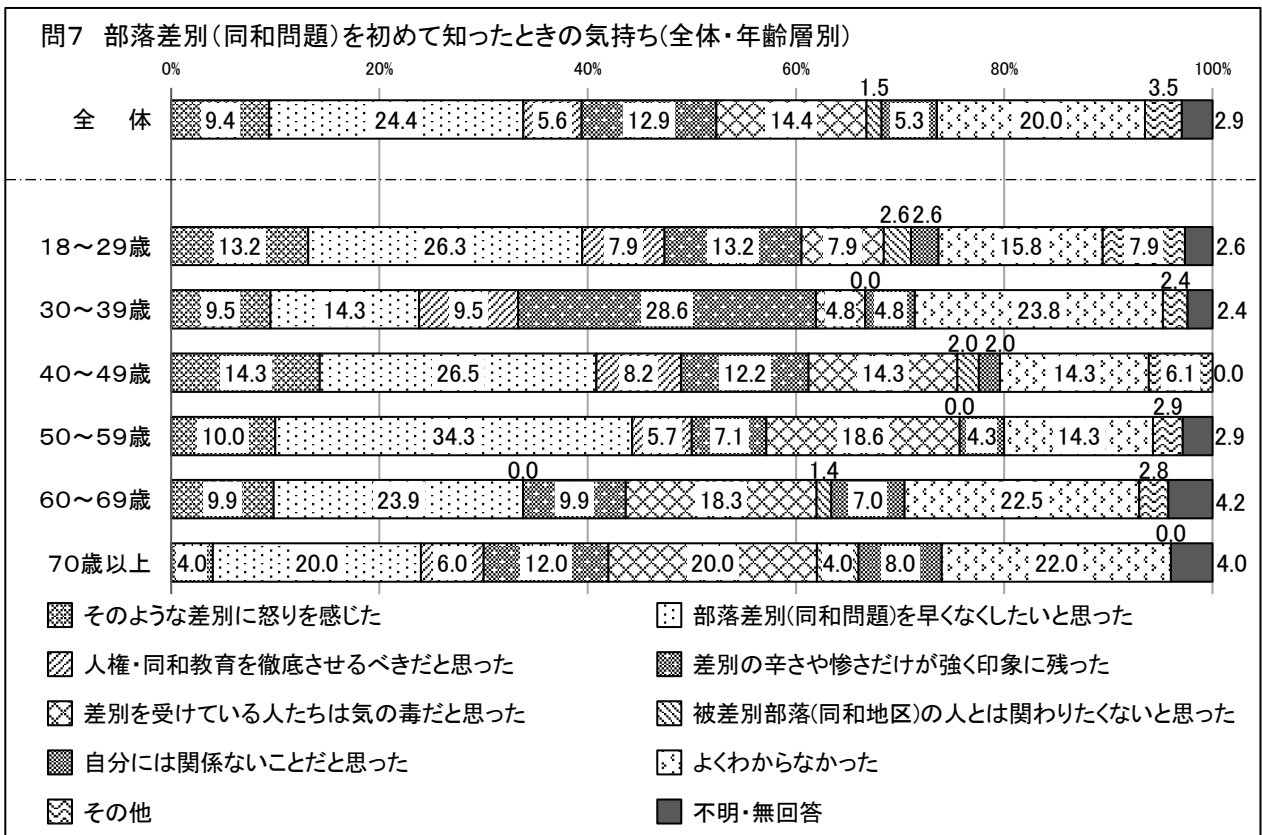 問7 部落差別(同和問題)を初めて知ったときの気持ち(全体・年齢層別)
0% 20% 40% 60% 80% 100%
1.5 3.5
全 体 9.4 24.4 5.6 12.9 14.4 5.3 20.0 2.9
2.6 2.6
18～29歳 13.2 26.3 7.9 13.2 7.9 15.8 7.9 2.6
0.0 2.4
30～39歳 9.5 14.3 9.5 28.6 4.8 4.8 23.8 2.4
2.0 2.0
40～49歳 14.3 26.5 8.2 12.2 14.3 14.3 6.1 0.0
0.0 2.9
50～59歳 10.0 34.3 5.7 7.1 18.6 4.3 14.3 2.9
0.0 1.4 2.8
60～69歳 9.9 23.9 9.9 18.3 7.0 22.5 4.2
0.0
70歳以上 4.0 20.0 6.0 12.0 20.0 4.0 8.0 22.0 4.0
そのような差別に怒りを感じた 部落差別(同和問題)を早くなくしたいと思った
人権・同和教育を徹底させるべきだと思った 差別の辛さや惨さだけが強く印象に残った
差別を受けている人たちは気の毒だと思った 被差別部落(同和地区)の人とは関わりたくないと思った
自分には関係ないことだと思った よくわからなかった
その他 不明・無回答